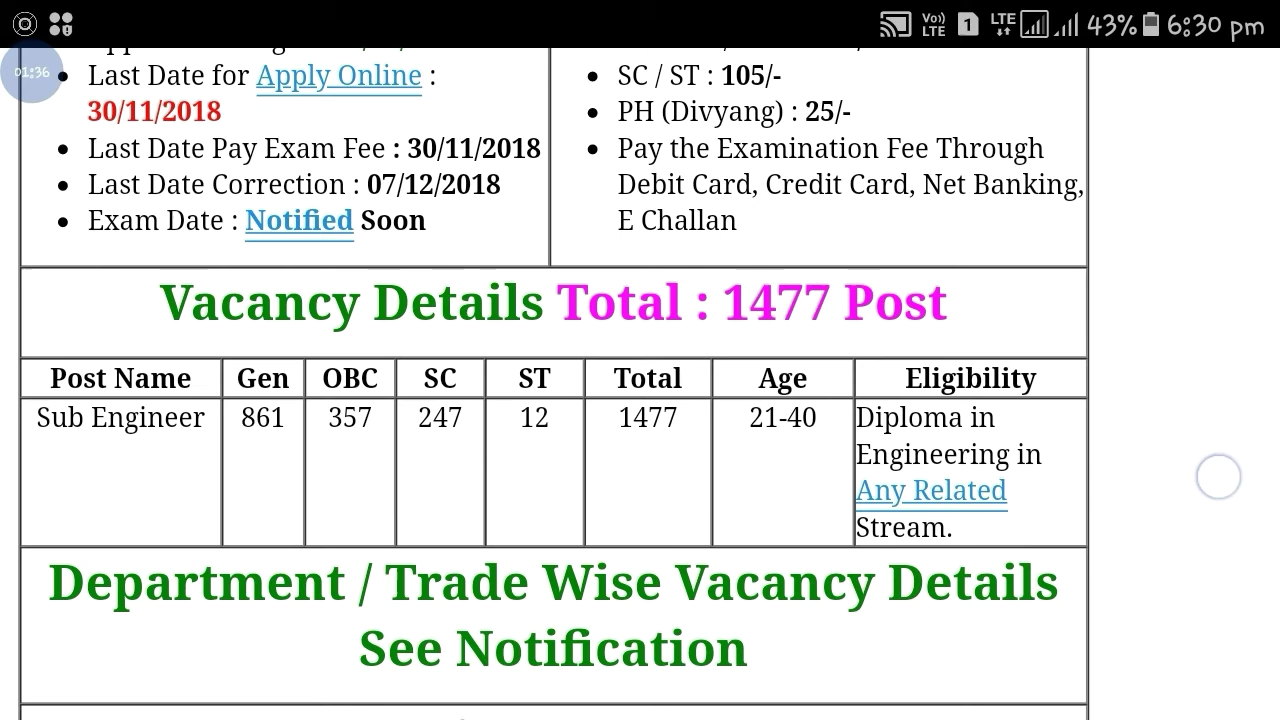 Vo) LTE 1 LTE 43% 6:30 pm
01:36
Last Date for Apply Online :
30/11/2018
Last Date Pay Exam Fee : 30/11/2018
Last Date Correction : 07/12/2018
Exam Date : Notified Soon
SC / ST : 105/-
PH (Divyang) : 25/-
Pay the Examination Fee Through
Debit Card, Credit Card, Net Banking,
E Challan
Vacancy Details Total : 1477 Post
Post Name Gen OBC SC ST Total Age Eligibility
Sub Engineer 861 357 247 12 1477 21-40 Diploma in
Engineering in
Any Related
Stream.
Department / Trade Wise Vacancy Details
See Notification